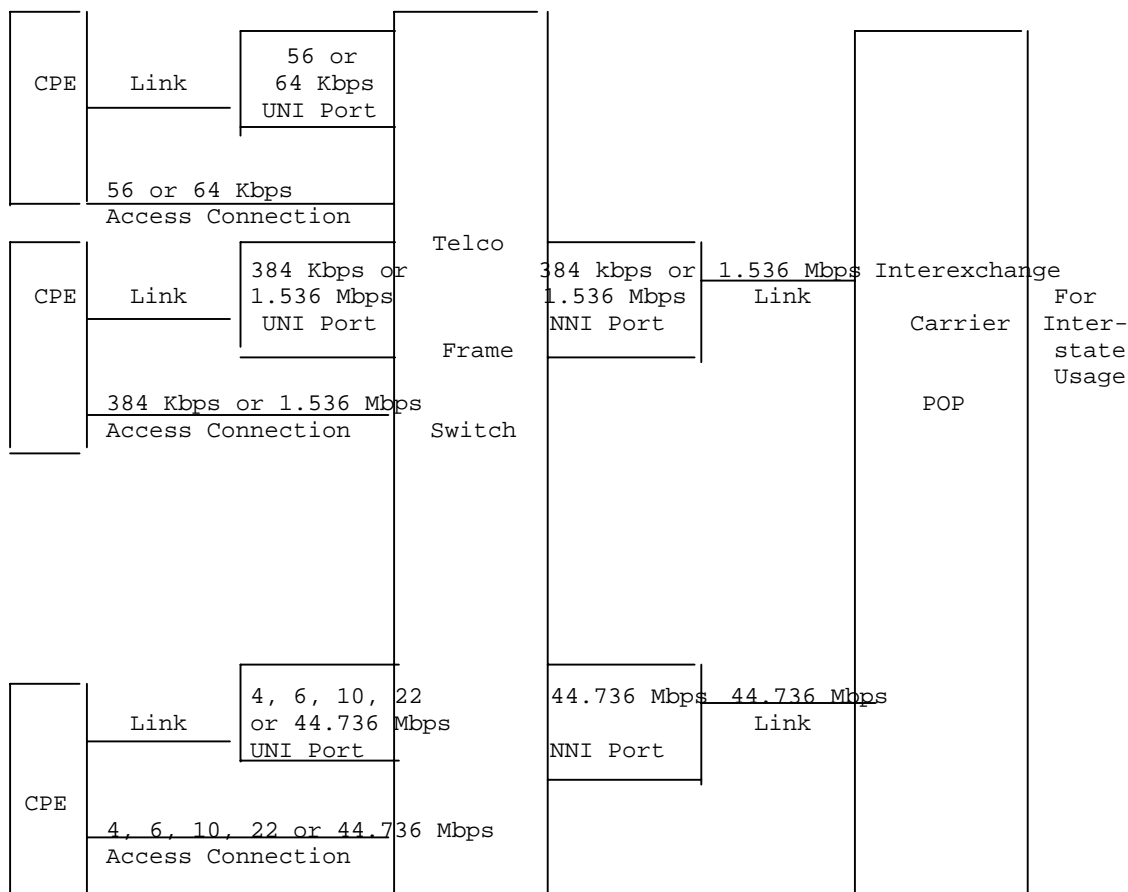 56 or
CPE Link 64 Kbps
UNI Port
56 or 64 Kbps
Access Connection
Telco
384 Kbps or 384 kbps or 1.536 Mbps Interexchange
CPE Link 1.536 Mbps 1.536 Mbps Link For
UNI Port NNI Port Carrier Inter-
Frame state
Usage
384 Kbps or 1.536 Mbps POP
Access Connection Switch
4, 6, 10, 22 44.736 Mbps 44.736 Mbps
Link or 44.736 Mbps Link
UNI Port NNI Port
CPE
4, 6, 10, 22 or 44.736 Mbps
Access Connection